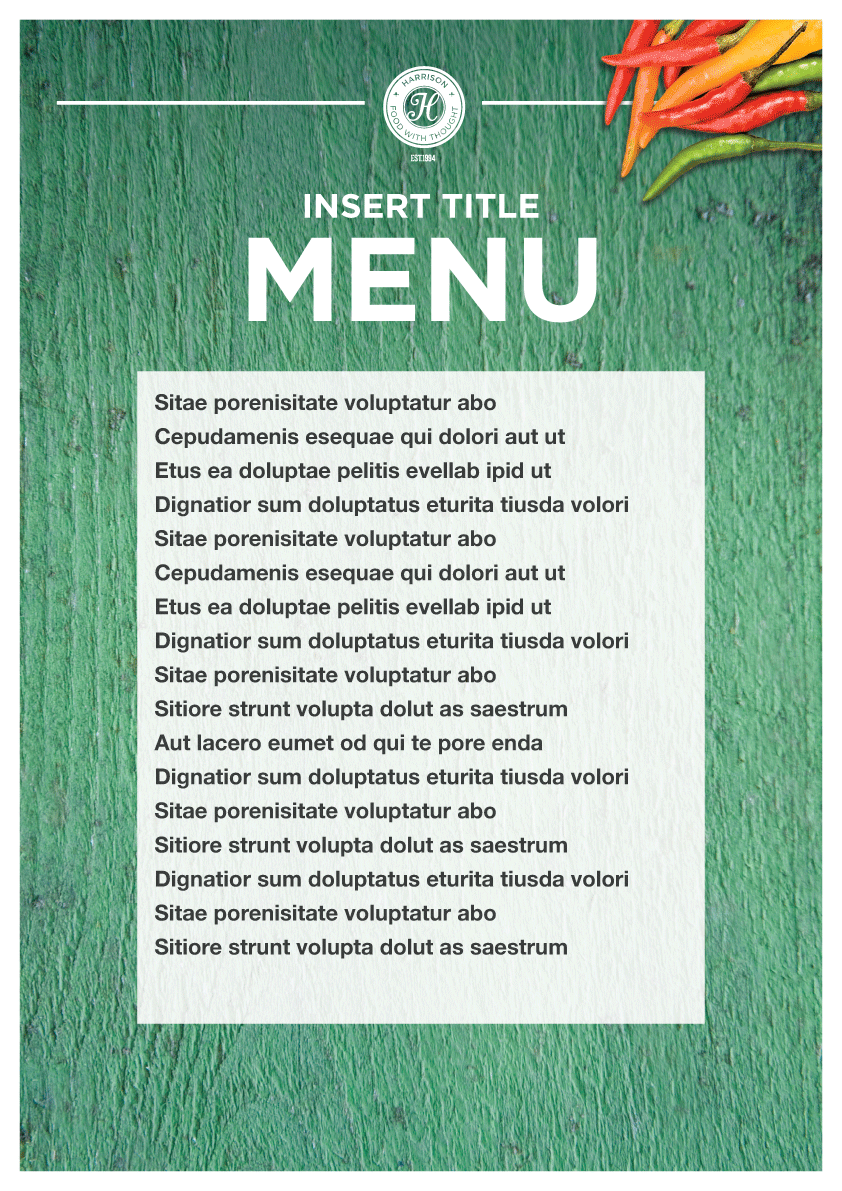 HARRISON
H
FOOD WITH THOUGHT
EST.1994
INSERT TITLE
MENU
Sitae porenisitate voluptatur abo
Cepudamenis esequae qui dolori aut ut
Etus ea doluptae pelitis evellab ipid ut
Dignatior sum doluptatus eturita tiusda volori
Sitae porenisitate voluptatur abo
Cepudamenis esequae qui dolori aut ut
Etus ea doluptae pelitis evellab ipid ut
Dignatior sum doluptatus eturita tiusda volori
Sitae porenisitate voluptatur abo
Sitiore strunt volupta dolut as saestrum
Aut lacero eumet od qui te pore enda
Dignatior sum doluptatus eturita tiusda volori
Sitae porenisitate voluptatur abo
Sitiore strunt volupta dolut as saestrum
Dignatior sum doluptatus eturita tiusda volori
Sitae porenisitate voluptatur abo
Sitiore strunt volupta dolut as saestrum